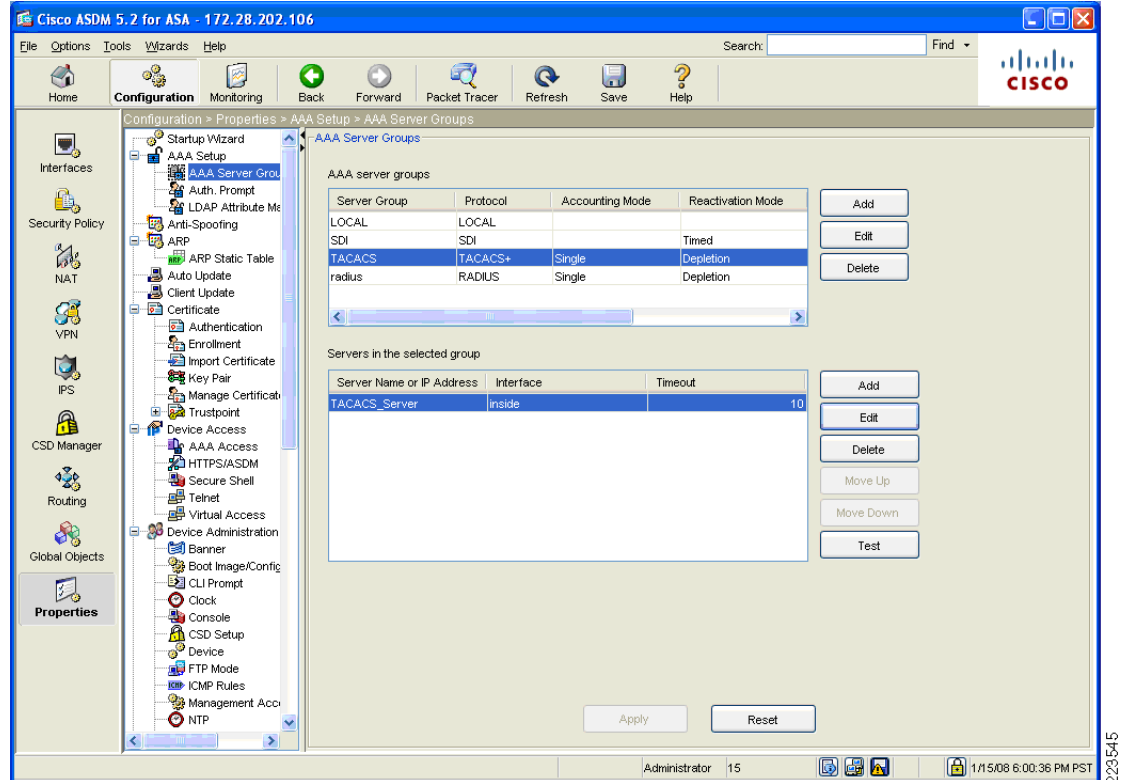 Cisco ASDM 5.2 for ASA - 172.28.202.106
File Options Tools Wizards Help
Search:
Find
Home
Configuration
Monitoring
Back
Forward
Packet Tracer
Refresh
Save
Help
CISCO
Configuration > Properties > AAA Setup > AAA Server Groups
Interfaces
Security Policy
NAT
VPN
IPS
CSD Manager
Routing
Global Objects
Properties
Startup Wizard
AAA Setup
AAA Server Grou
Auth. Prompt
LDAP Attribute Ma
Anti-Spoofing
ARP
ARP Static Table
Auto Update
Client Update
Certificate
Authentication
Enrollment
Import Certificate
Key Pair
Manage Certificat
Trustpoint
Device Access
AAA Access
HTTPS/ASDM
Secure Shell
Telnet
Virtual Access
Device Administration
Banner
Boot Image/Config
CLI Prompt
Clock
Console
CSD Setup
Device
FTP Mode
ICMP Rules
Management Acce
NTP
AAA Server Groups
AAA server groups
Server Group Protocol Accounting Mode Reactivation Mode
LOCAL LOCAL
SDI SDI Timed
TACACS TACACS+ Single Depletion
radius RADIUS Single Depletion
Add
Edit
Delete
Servers in the selected group
Server Name or IP Address Interface Timeout
TACACS_Server inside 10
Add
Edit
Delete
Move Up
Move Down
Test
Apply
Reset
Administrator 15
1/15/08 6:00:36 PM PST
223545